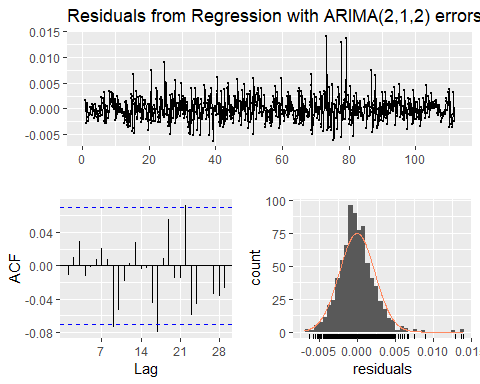 Residuals from Regression with ARIMA(2,1,2) errors
0.015
0.010
0.005
0.000
-0.005
0 20 40 60 80 100
ACF
0.04
0.00
-0.04
-0.08
7 14 21 28
Lag
count
100
75
50
25
0
-0.005 0.000 0.005 0.010 0.01
residuals